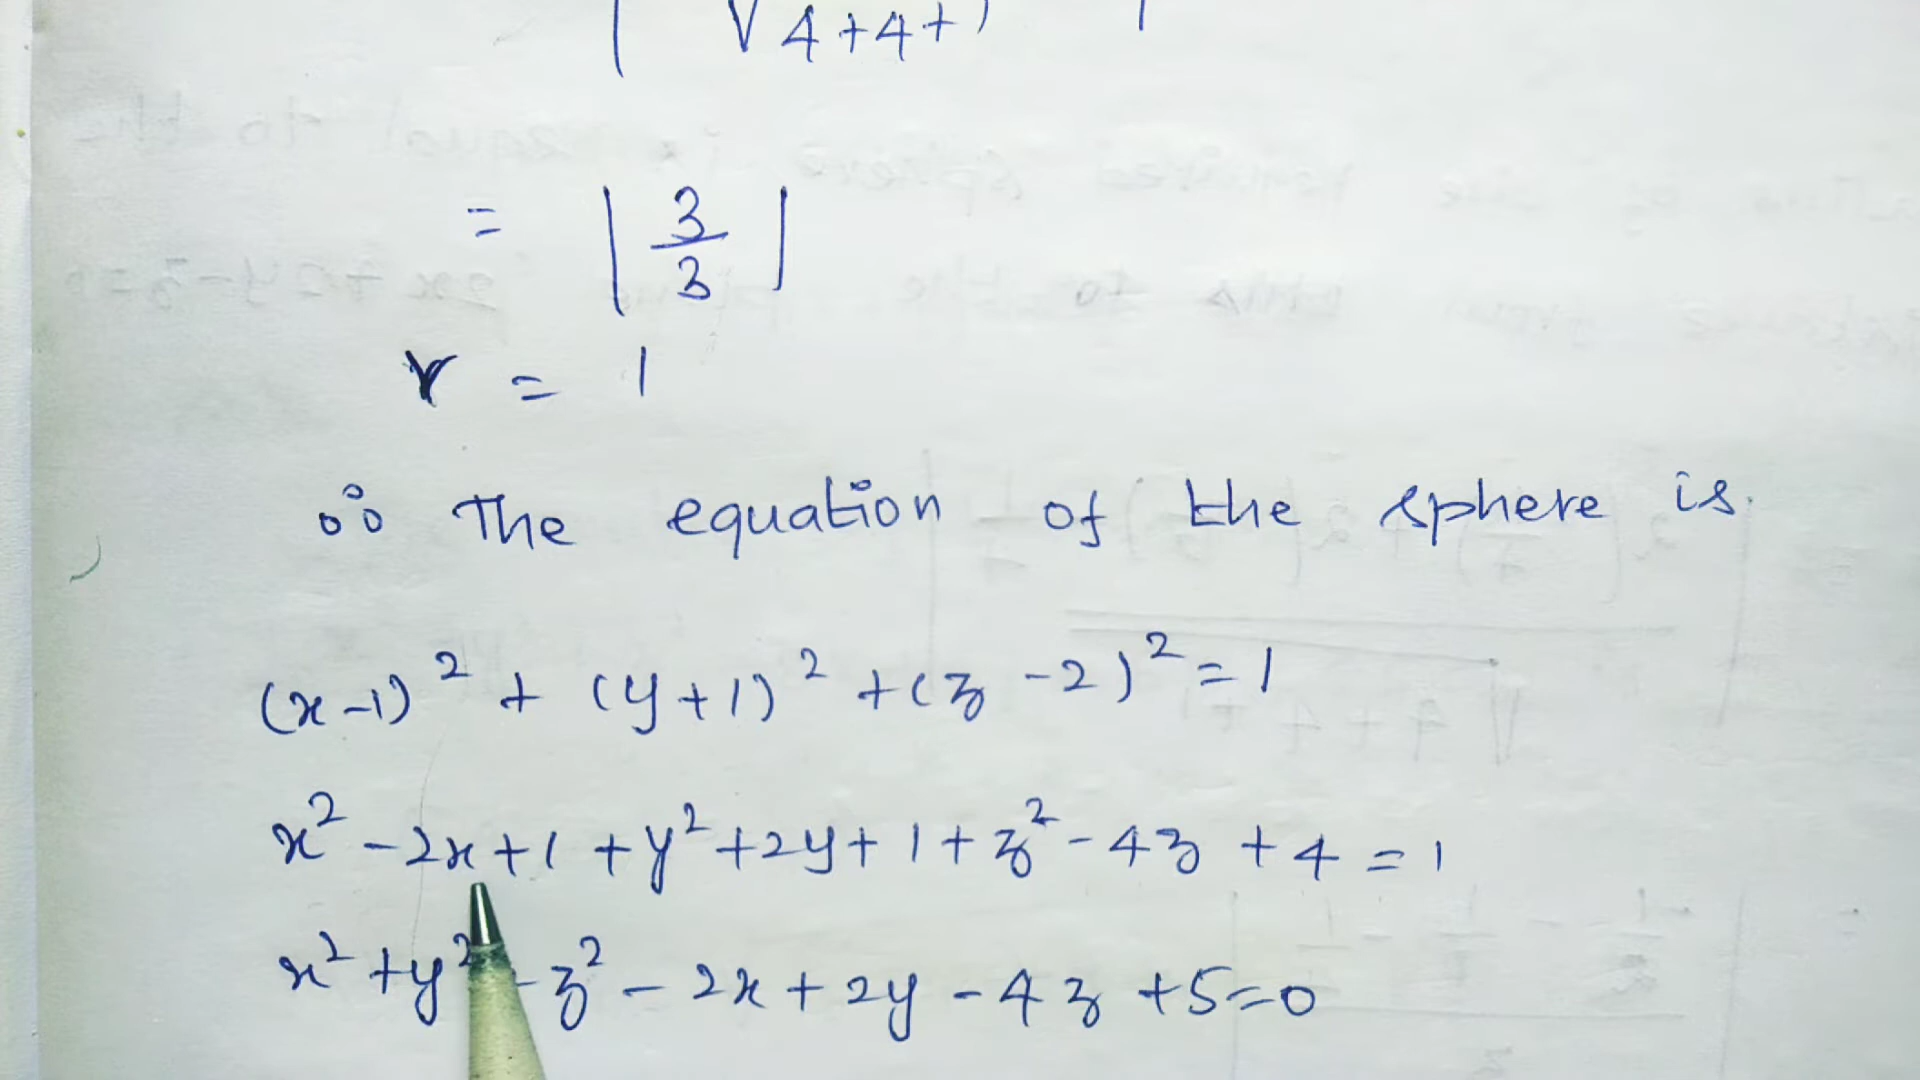 √4+4+1
= |3/3|
r = 1
∴ The equation of the sphere is.
(x-1)² + (y+1)² + (z-2)² = 1
x² - 2x + 1 + y² + 2y + 1 + z² - 4z + 4 = 1
x² + y² - z² - 2x + 2y - 4z + 5 = 0